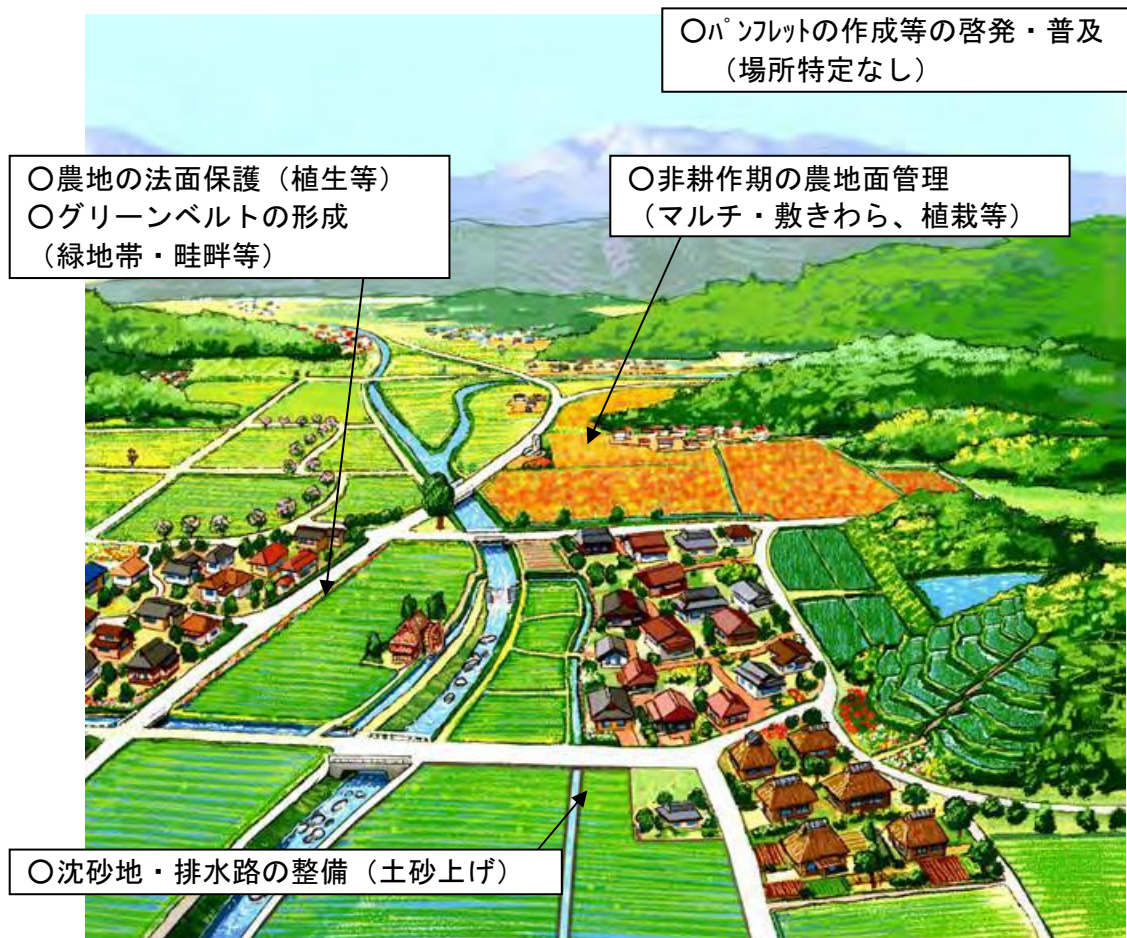 ○ﾊﾟﾝﾌﾚｯﾄの作成等の啓発・普及
（場所特定なし）
○農地の法面保護（植生等）
○グリーンベルトの形成
（緑地帯・畦畔等）
○非耕作期の農地面管理
（マルチ・敷きわら、植栽等）
○沈砂地・排水路の整備（土砂上げ）